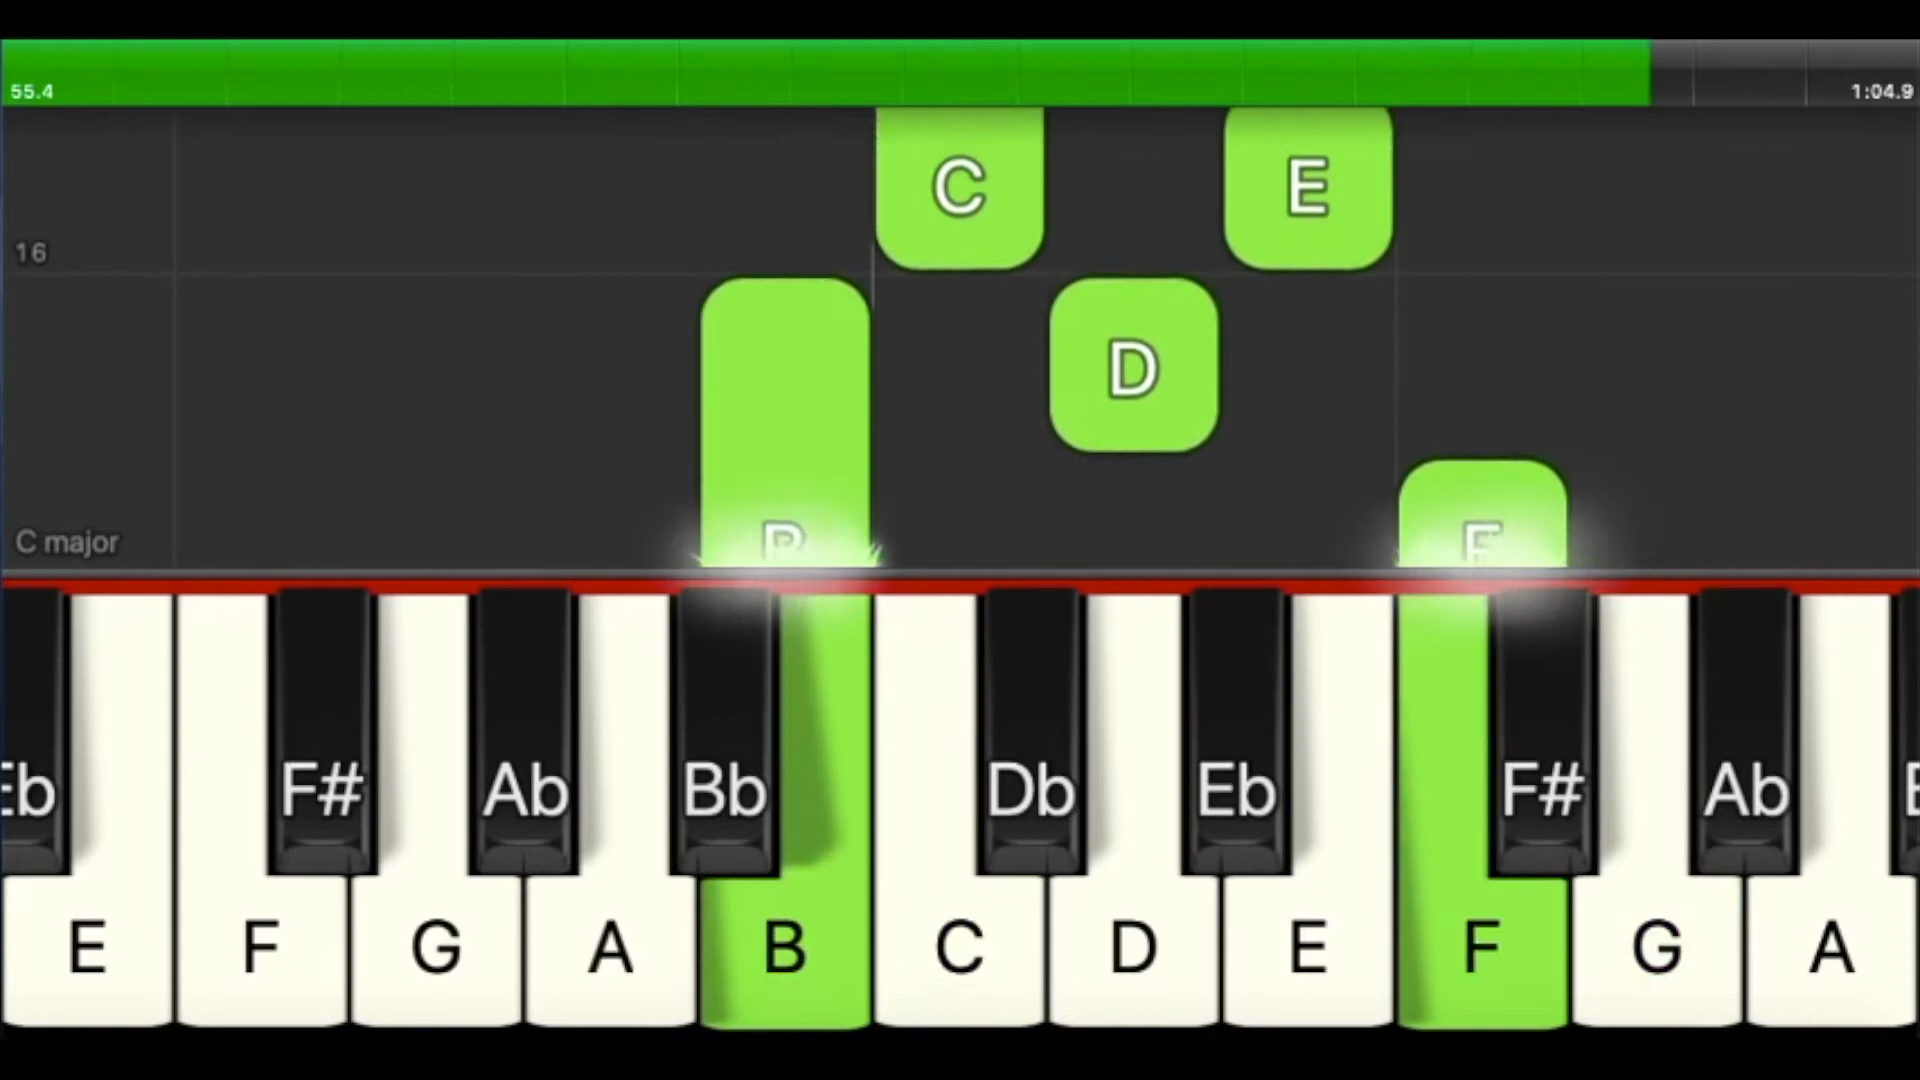 55.4 1:04.9
C E
16
D
B F
C major
Eb F# Ab Bb Db Eb F# Ab
E F G A B C D E F G A